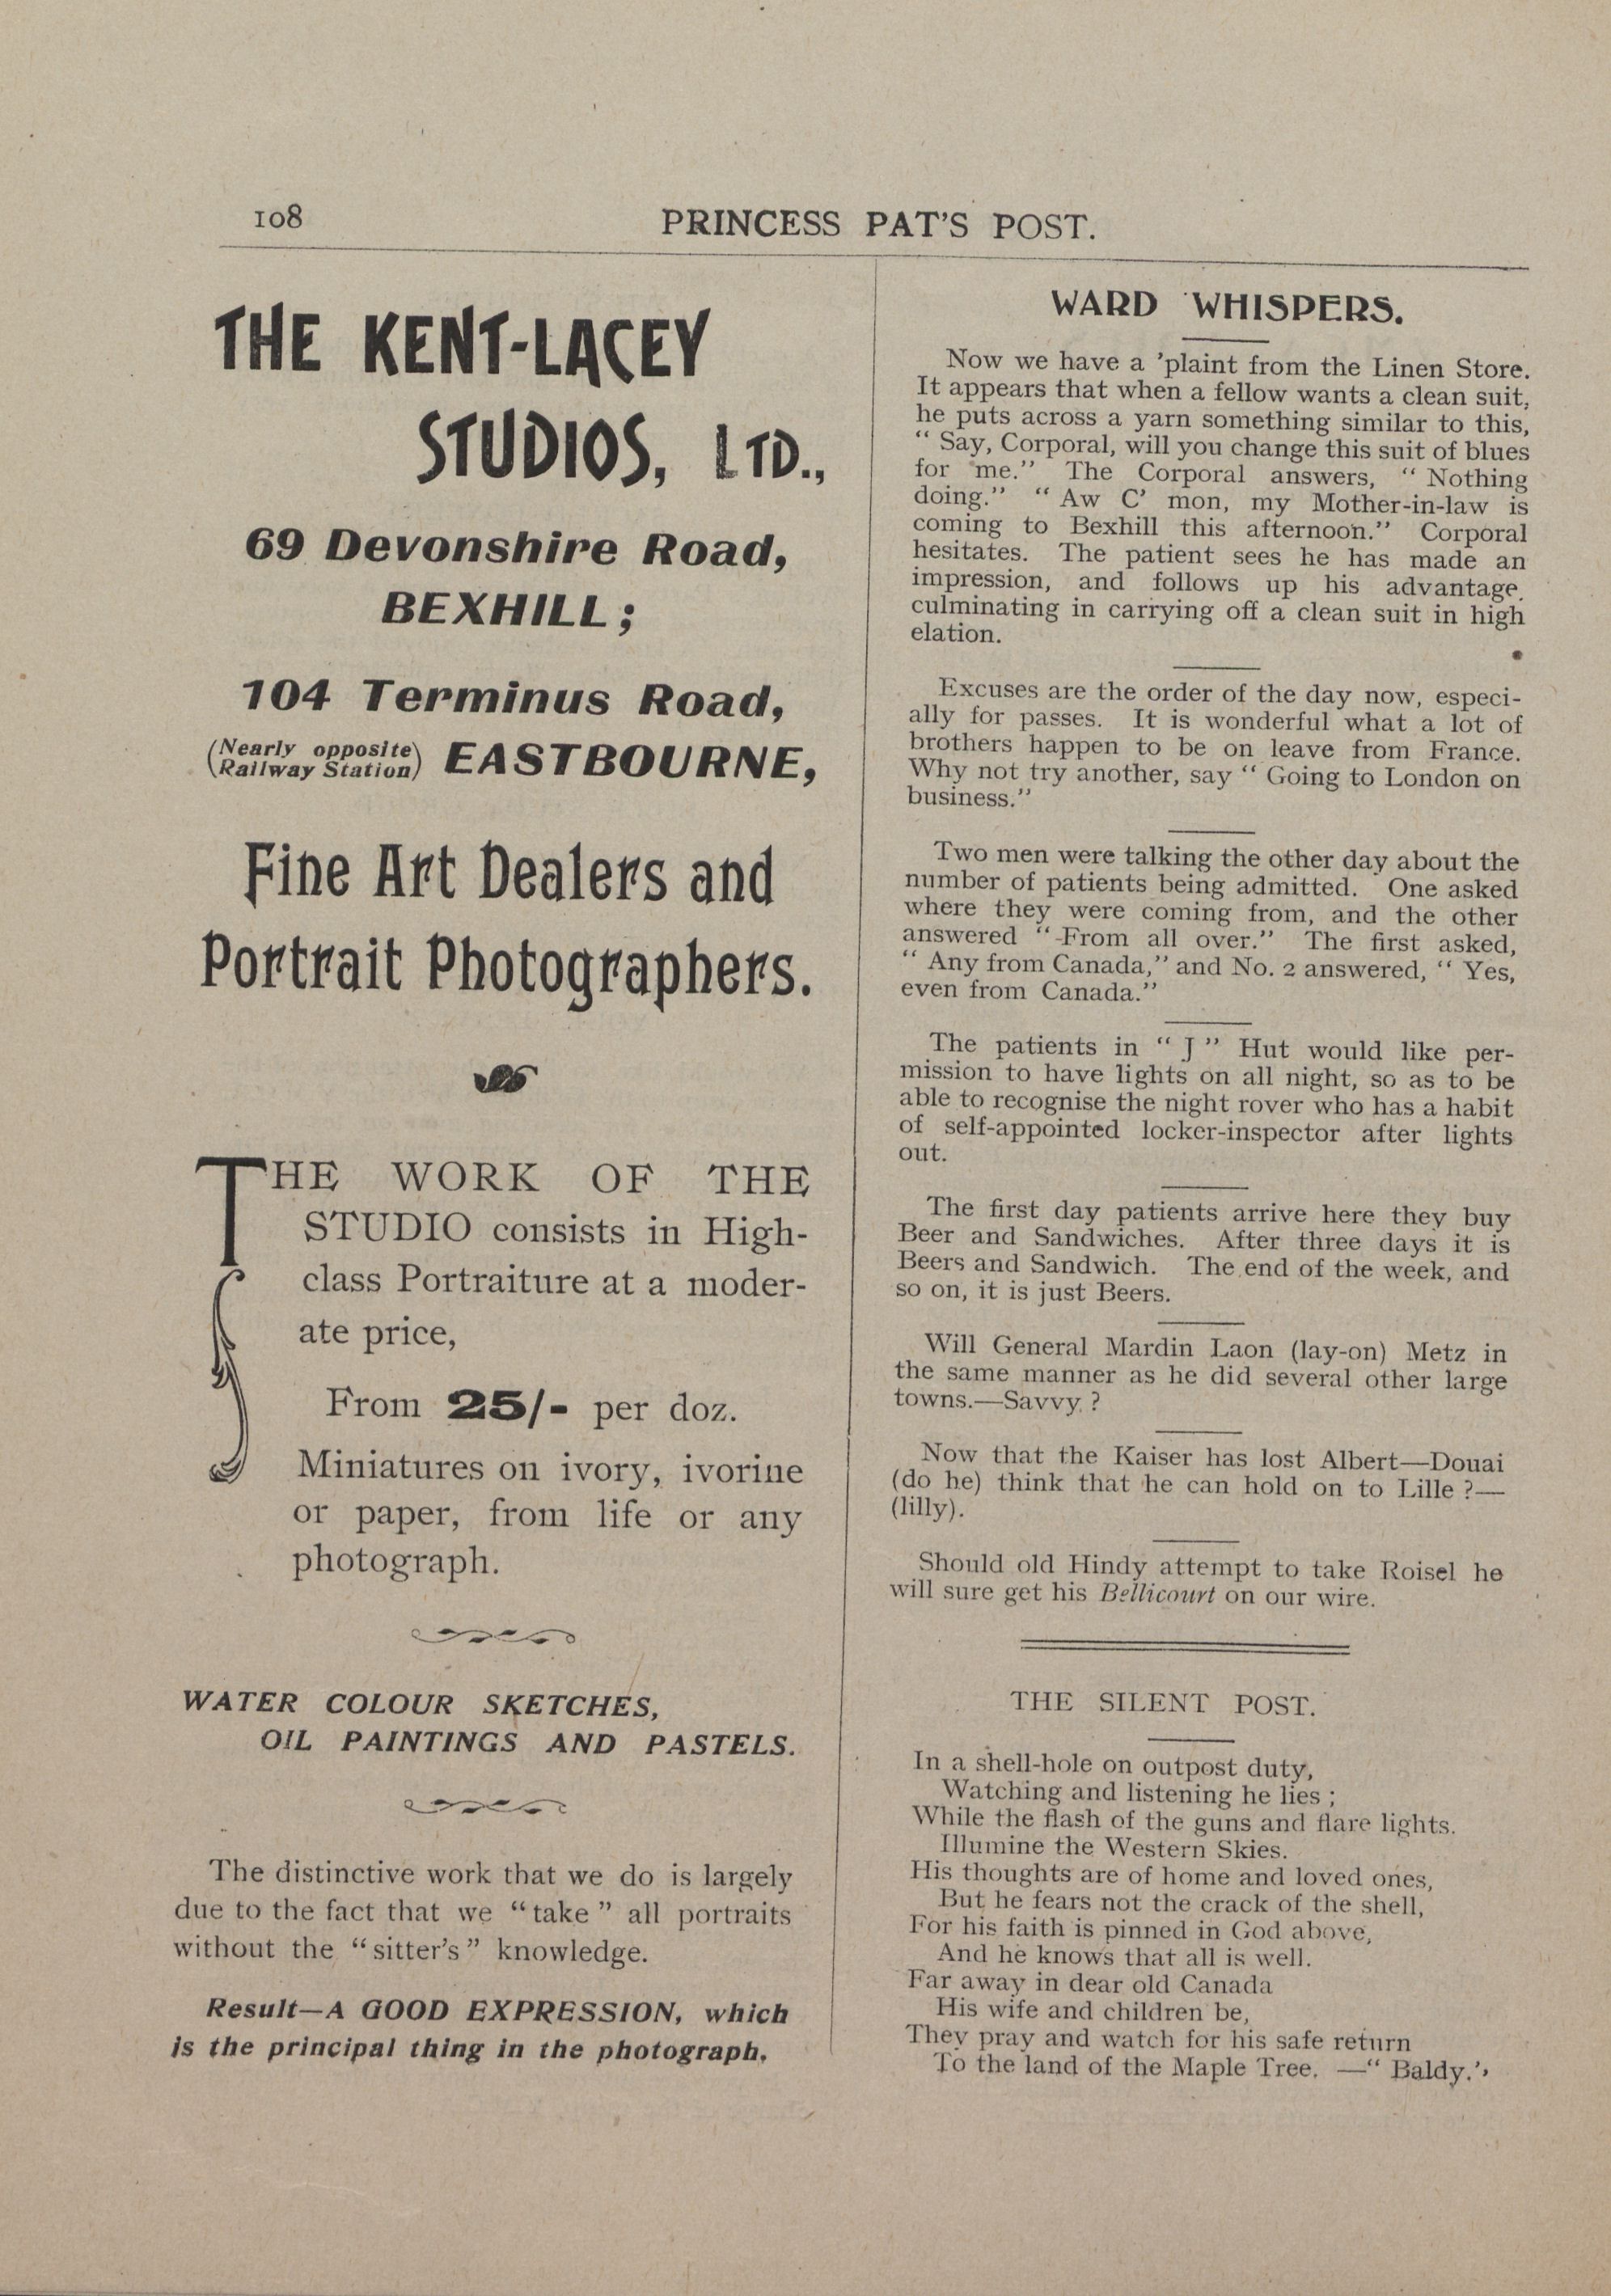 108
PRINCESS PAT'S POST.
THE KENT-LACEY
STUDIOS, LTD.,
69 Devonshire Road,
BEXHILL;
104 Terminus Road,
(Nearly opposite
Railway Station) EASTBOURNE,
Fine Art Dealers and
Portrait Photographers.
THE WORK OF THE
STUDIO consists in High-
class Portraiture at a moder-
ate price,
From 25/- per doz.
Miniatures on ivory, ivorine
or paper, from life or any
photograph.
WATER COLOUR SKETCHES,
OIL PAINTINGS AND PASTELS.
The distinctive work that we do is largely
due to the fact that we "take" all portraits
without the "sitter's" knowledge.
Result—A GOOD EXPRESSION, which
is the principal thing in the photograph.
WARD WHISPERS.
Now we have a 'plaint from the Linen Store.
It appears that when a fellow wants a clean suit,
he puts across a yarn something similar to this,
" Say, Corporal, will you change this suit of blues
for me." The Corporal answers, " Nothing
doing." " Aw C' mon, my Mother-in-law is
coming to Bexhill this afternoon." Corporal
hesitates. The patient sees he has made an
impression, and follows up his advantage.
culminating in carrying off a clean suit in high
elation.
Excuses are the order of the day now, especi-
ally for passes. It is wonderful what a lot of
brothers happen to be on leave from France.
Why not try another, say " Going to London on
business."
Two men were talking the other day about the
number of patients being admitted. One asked
where they were coming from, and the other
answered " From all over." The first asked,
" Any from Canada," and No. 2 answered, " Yes,
even from Canada."
The patients in " J " Hut would like per-
mission to have lights on all night, so as to be
able to recognise the night rover who has a habit
of self-appointed locker-inspector after lights
out.
The first day patients arrive here they buy
Beer and Sandwiches. After three days it is
Beers and Sandwich. The end of the week, and
so on, it is just Beers.
Will General Mardin Laon (lay-on) Metz in
the same manner as he did several other large
towns.—Savvy ?
Now that the Kaiser has lost Albert—Douai
(do he) think that he can hold on to Lille ?—
(lilly).
Should old Hindy attempt to take Roisel he
will sure get his Bellicourt on our wire.
THE SILENT POST.
In a shell-hole on outpost duty,
Watching and listening he lies ;
While the flash of the guns and flare lights.
Illumine the Western Skies.
His thoughts are of home and loved ones,
But he fears not the crack of the shell,
For his faith is pinned in God above,
And he knows that all is well.
Far away in dear old Canada
His wife and children be,
They pray and watch for his safe return
To the land of the Maple Tree. —" Baldy."